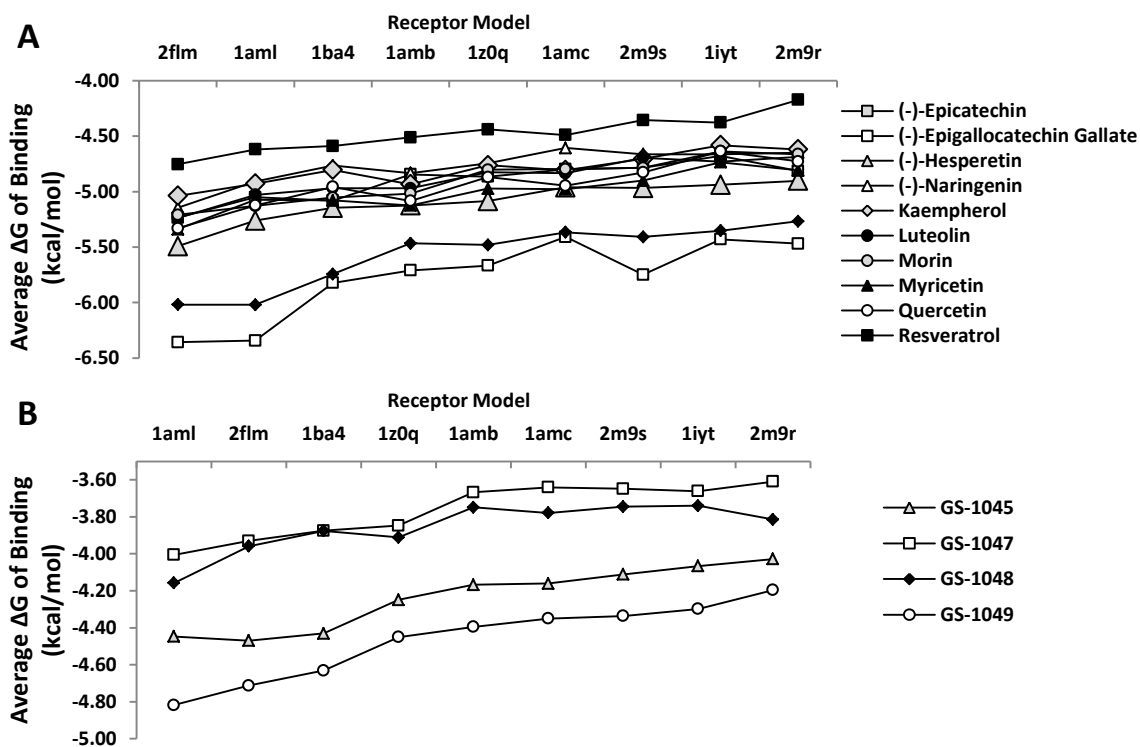 A
Receptor Model
2flm 1aml 1ba4 1amb 1z0q 1amc 2m9s 1iyt 2m9r
Average ΔG of Binding
(kcal/mol)
-4.00
-4.50
-5.00
-5.50
-6.00
-6.50
(-)-Epicatechin
(-)-Epigallocatechin Gallate
(-)-Hesperetin
(-)-Naringenin
Kaempherol
Luteolin
Morin
Myricetin
Quercetin
Resveratrol
B
Receptor Model
1aml 2flm 1ba4 1z0q 1amb 1amc 2m9s 1iyt 2m9r
Average ΔG of Binding
(kcal/mol)
-3.60
-3.80
-4.00
-4.20
-4.40
-4.60
-4.80
-5.00
GS-1045
GS-1047
GS-1048
GS-1049